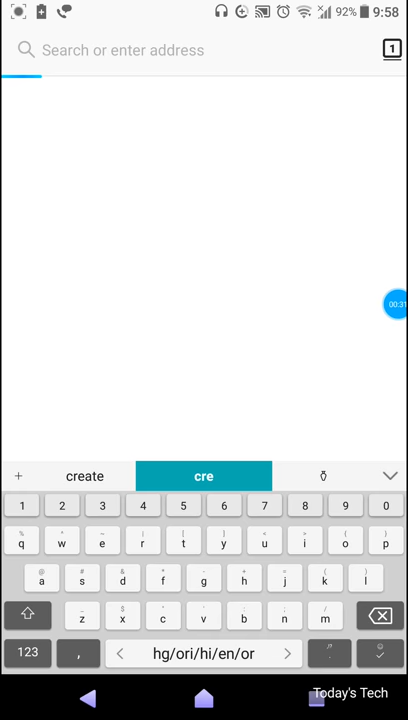 92% 9:58
Search or enter address
1
00:31
+ create cre
1 2 3 4 5 6 7 8 9 0
q w e r t y u i o p
a s d f g h j k l
z x c v b n m
123 , hg/ori/hi/en/or .
Today's Tech